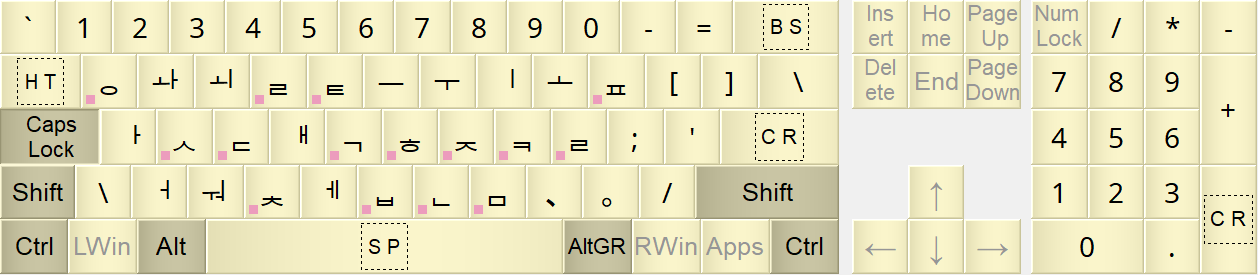 ` 1 2 3 4 5 6 7 8 9 0 - = BS Ins ert Ho me Page Up Num Lock / * -
HT ㅇ ㅘ ㅚ ㄹ ㅌ ㅡ ㅜ ㅣ ㅗ ㅍ [ ] \ Del ete End Page Down 7 8 9 +
Caps Lock ㅏ ㅅ ㄷ ㅐ ㄱ ㅎ ㅈ ㅋ ㄹ ; ' CR 4 5 6
Shift \ ㅓ ㅝ ㅊ ㅔ ㅂ ㄴ ㅁ 、 。 / Shift ↑ 1 2 3 CR
Ctrl LWin Alt SP AltGR RWin Apps Ctrl ← ↓ → 0 .